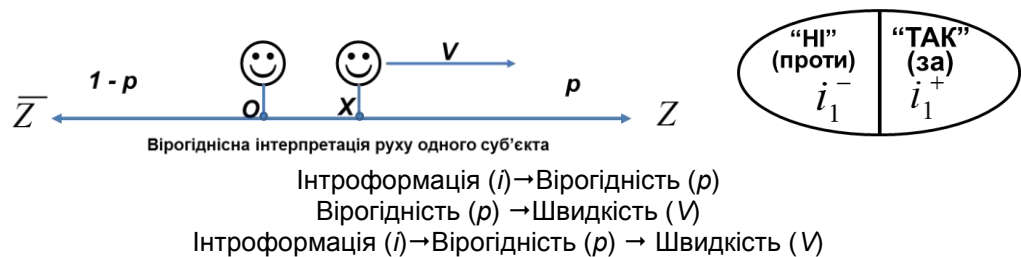 “НІ” “ТАК”
(проти) (за)
i₁⁻ i₁⁺
V
1 - p
p
O X
Z̅ Z
Вірогіднісна інтерпретація руху одного суб’єкта
Інтроформація (i)→Вірогідність (p)
Вірогідність (p) →Швидкість (V)
Інтроформація (i)→Вірогідність (p) → Швидкість (V)